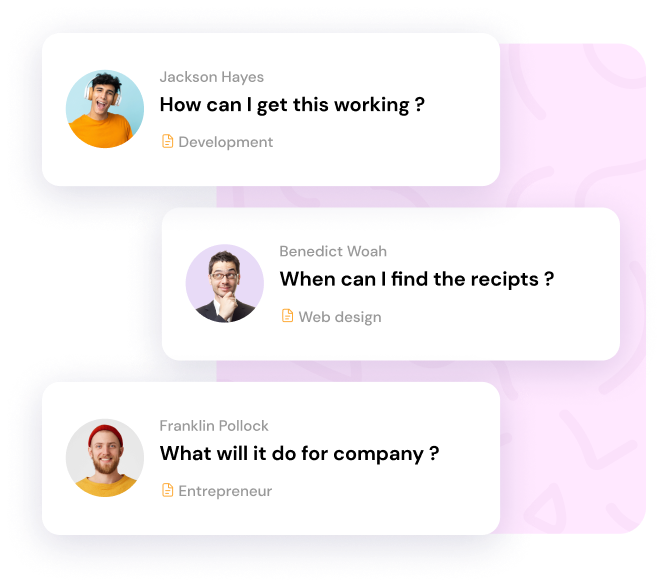 Jackson Hayes
How can I get this working ?
Development
Benedict Woah
When can I find the recipts ?
Web design
Franklin Pollock
What will it do for company ?
Entrepreneur